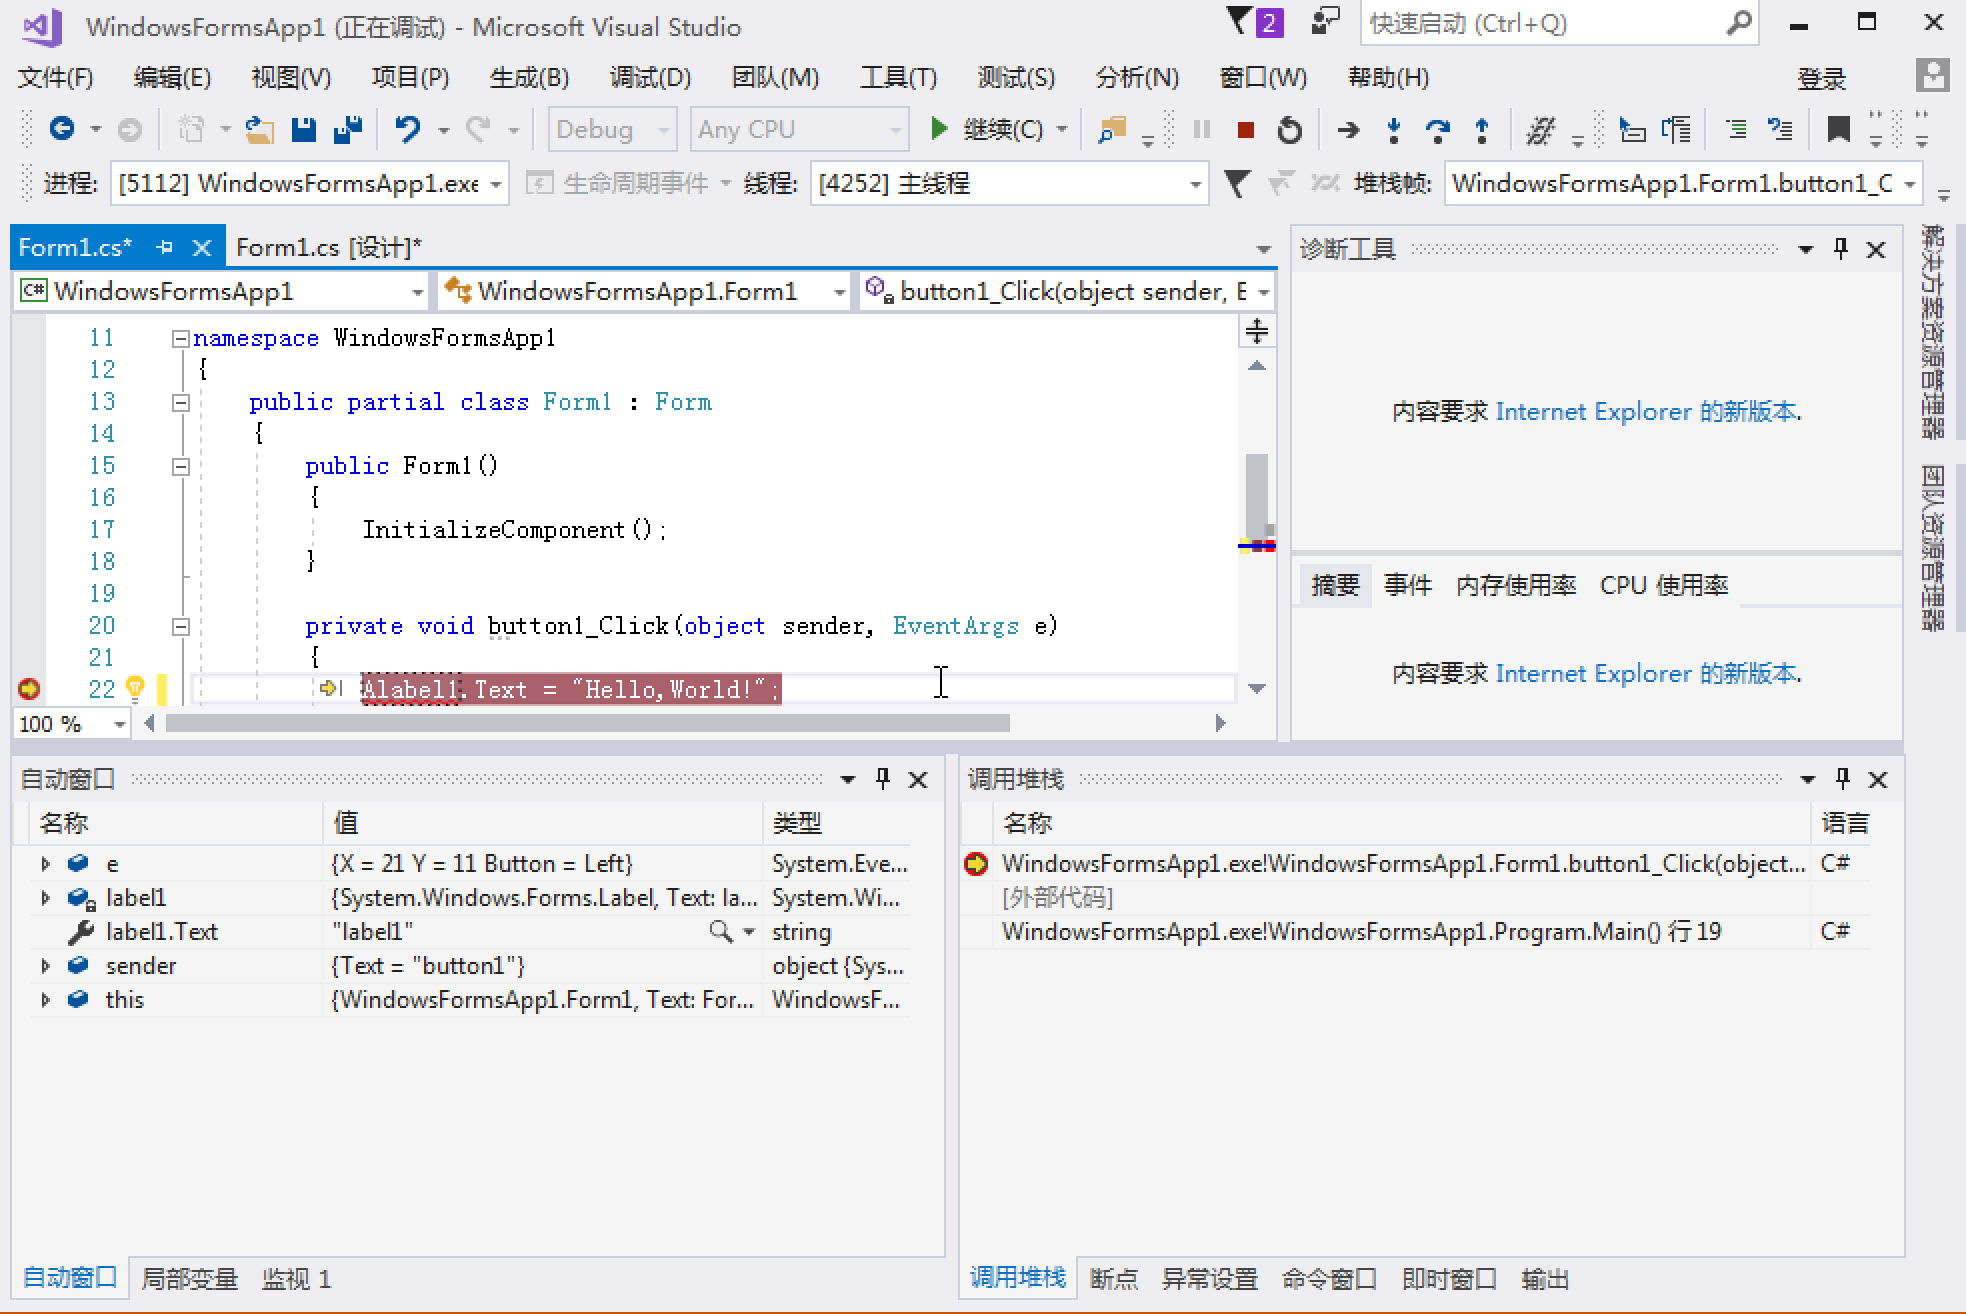 WindowsFormsApp1 (正在调试) - Microsoft Visual Studio
2
快速启动 (Ctrl+Q)
文件(F) 编辑(E) 视图(V) 项目(P) 生成(B) 调试(D) 团队(M) 工具(T) 测试(S) 分析(N) 窗口(W) 帮助(H) 登录
Debug Any CPU 继续(C)
进程: [5112] WindowsFormsApp1.exe 生命周期事件 线程: [4252] 主线程 堆栈帧: WindowsFormsApp1.Form1.button1_C
Form1.cs* Form1.cs [设计]*
C# WindowsFormsApp1 WindowsFormsApp1.Form1 button1_Click(object sender, E
11 namespace WindowsFormsApp1
12 {
13 public partial class Form1 : Form
14 {
15 public Form1()
16 {
17 InitializeComponent();
18 }
19
20 private void button1_Click(object sender, EventArgs e)
21 {
22 Alabel1.Text = "Hello,World!";
100 %
诊断工具
内容要求 Internet Explorer 的新版本.
摘要 事件 内存使用率 CPU 使用率
内容要求 Internet Explorer 的新版本.
解决方案资源管理器
团队资源管理器
自动窗口
名称 值 类型
e {X = 21 Y = 11 Button = Left} System.Eve...
label1 {System.Windows.Forms.Label, Text: la... System.Wi...
label1.Text "label1" string
sender {Text = "button1"} object {Sys...
this {WindowsFormsApp1.Form1, Text: For... WindowsF...
自动窗口 局部变量 监视 1
调用堆栈
名称 语言
WindowsFormsApp1.exe!WindowsFormsApp1.Form1.button1_Click(object... C#
[外部代码]
WindowsFormsApp1.exe!WindowsFormsApp1.Program.Main() 行 19 C#
调用堆栈 断点 异常设置 命令窗口 即时窗口 输出